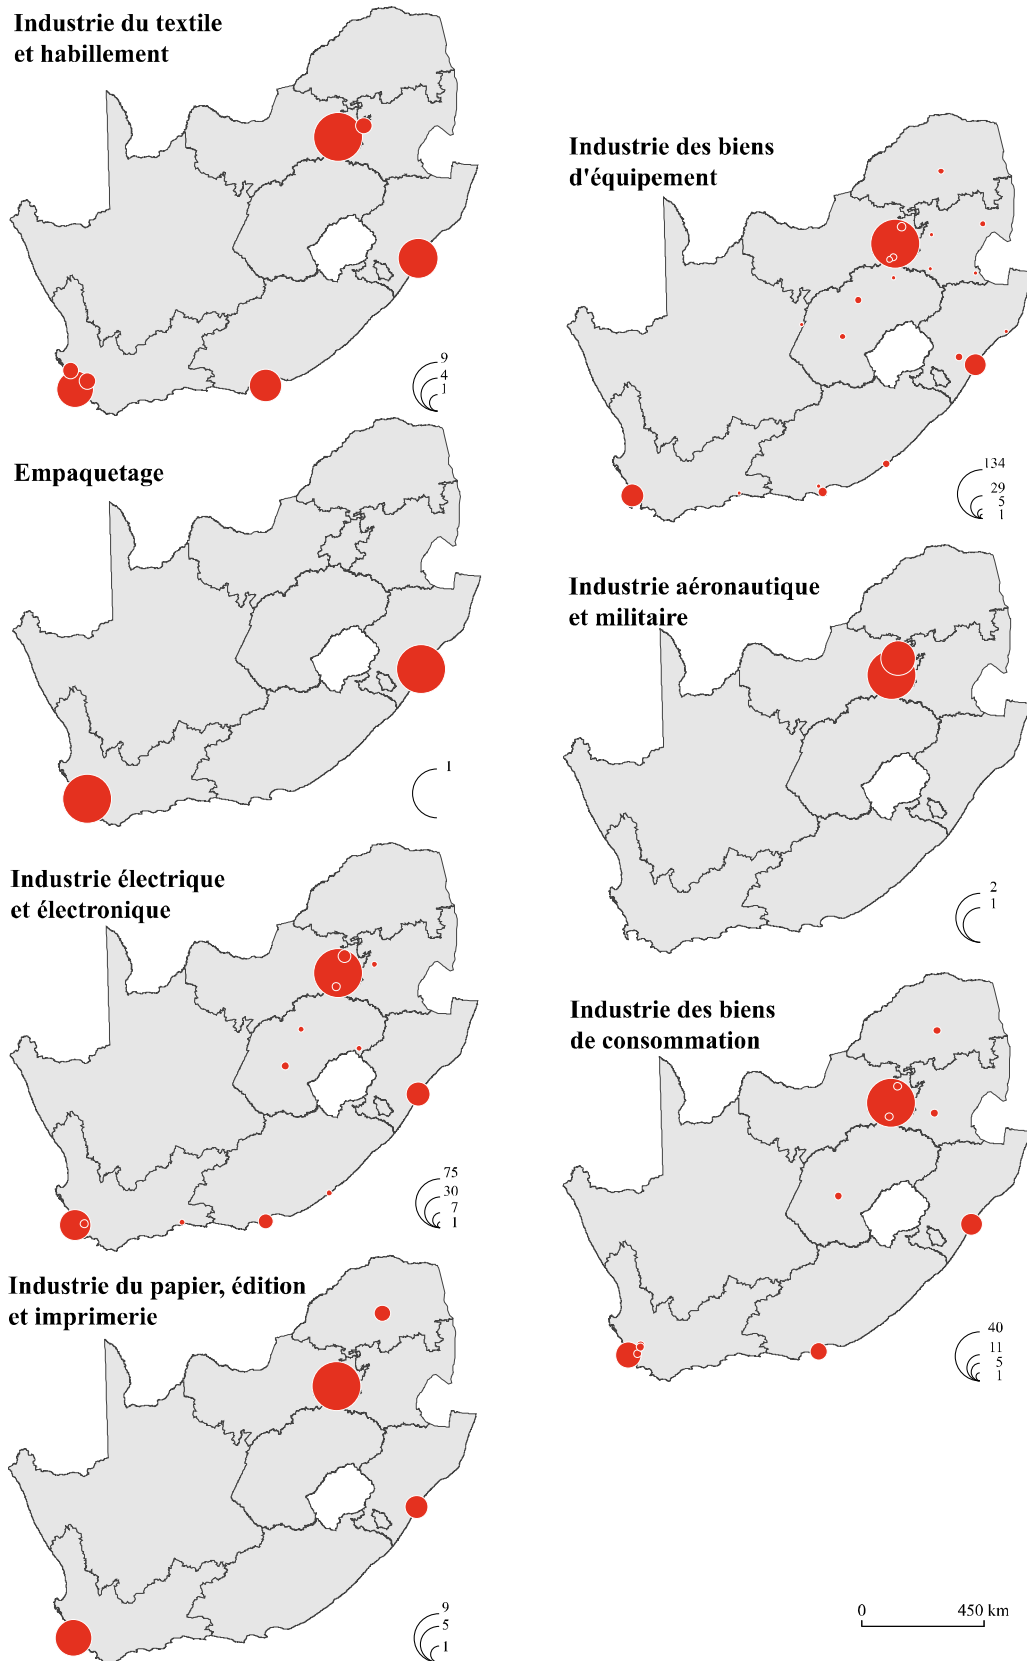 Industrie du textile
et habillement
9
4
1
Empaquetage
1
Industrie électrique
et électronique
75
30
7
1
Industrie du papier, édition
et imprimerie
9
5
1
Industrie des biens
d'équipement
134
29
5
1
Industrie aéronautique
et militaire
2
1
Industrie des biens
de consommation
40
11
5
1
0 450 km